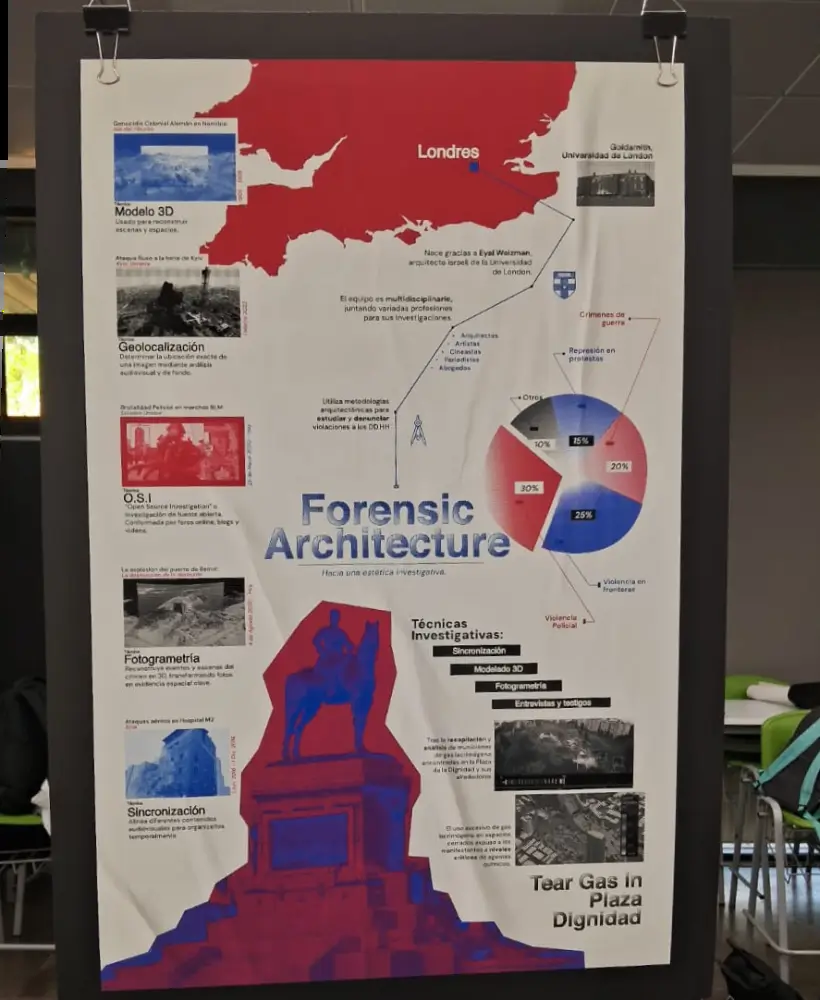 Genocidio Colonial Alemán en Namibia
Técnica
Modelo 3D
Usado para reconstruir
escenas y espacios.
Ataque Ruso a la torre de Kyiv
Kyiv, Ucrania
Técnica
Geolocalización
Determinar la ubicación exacta de
una imagen mediante análisis
audiovisual y de fondo.
Brutalidad Policial en marchas BLM
Estados Unidos
Técnica
O.S.I
"Open Source Investigation" o
investigación de fuente abierta.
Conformada por foros online, blogs y
videos.
La explosión del puerto de Beirut
Técnica
Fotogrametría
Reconstruye eventos y escenas del
crimen en 3D, transformando fotos
en evidencia espacial clave.
Ataques aéreos en Hospital M2
Técnica
Sincronización
diferentes contenidos
audiovisuales para organizarlos
temporalmente.
Londres
Goldsmith,
Universidad de London
Nace gracias a Eyal Weizman,
arquitecto israelí de la Universidad
de London.
El equipo es multidisciplinario,
juntando variadas profesiones
para sus investigaciones.
• Arquitectos
• Artistas
• Cineastas
• Periodistas
• Abogados
Utiliza metodologías
arquitectónicas para
estudiar y denunciar
violaciones a los DDHH
Crímenes de
guerra
Represión en
protestas
Otros
10%
15%
20%
30%
25%
Violencia en
fronteras
Violencia
Policial
Forensic
Architecture
Hacia una estética investigativa.
Técnicas
Investigativas:
Sincronización
Modelado 3D
Fotogrametría
Entrevistas y testigos
Tras la recopilación y
análisis de municiones
de gas lacrimógeno
encontradas en la Plaza
de la Dignidad y sus
alrededores
El uso excesivo de gas
lacrimógeno en espacios
cerrados expuso a los
manifestantes a niveles
de agentes
químicos.
Tear Gas in
Plaza
Dignidad